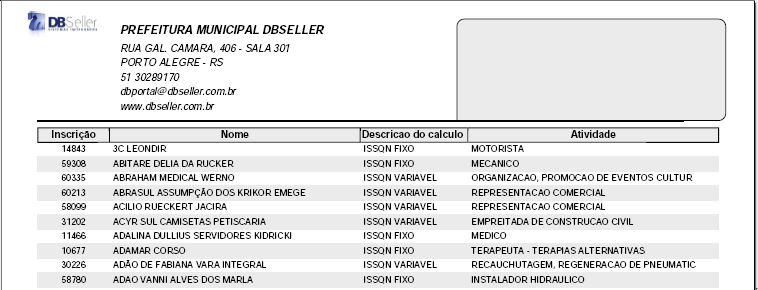 DBSeller
SISTEMAS INTEGRADOS
PREFEITURA MUNICIPAL DBSELLER
RUA GAL. CAMARA, 406 - SALA 301
PORTO ALEGRE - RS
51 30289170
dbportal@dbseller.com.br
www.dbseller.com.br
Inscrição Nome Descricao do calculo Atividade
14843 3C LEONDIR ISSQN FIXO MOTORISTA
59308 ABITARE DELIA DA RUCKER ISSQN FIXO MECANICO
60335 ABRAHAM MEDICAL WERNO ISSQN VARIAVEL ORGANIZACAO, PROMOCAO DE EVENTOS CULTUR
60213 ABRASUL ASSUMPÇÃO DOS KRIKOR EMEGE ISSQN VARIAVEL REPRESENTACAO COMERCIAL
58099 ACILIO RUECKERT JACIRA ISSQN VARIAVEL REPRESENTACAO COMERCIAL
31202 ACYR SUL CAMISETAS PETISCARIA ISSQN VARIAVEL EMPREITADA DE CONSTRUCAO CIVIL
11466 ADALINA DULLIUS SERVIDORES KIDRICKI ISSQN FIXO MEDICO
10677 ADAMAR CORSO ISSQN FIXO TERAPEUTA - TERAPIAS ALTERNATIVAS
30226 ADÃO DE FABIANA VARA INTEGRAL ISSQN VARIAVEL RECAUCHUTAGEM, REGENERACAO DE PNEUMATIC
58780 ADAO VANNI ALVES DOS MARLA ISSQN FIXO INSTALADOR HIDRAULICO